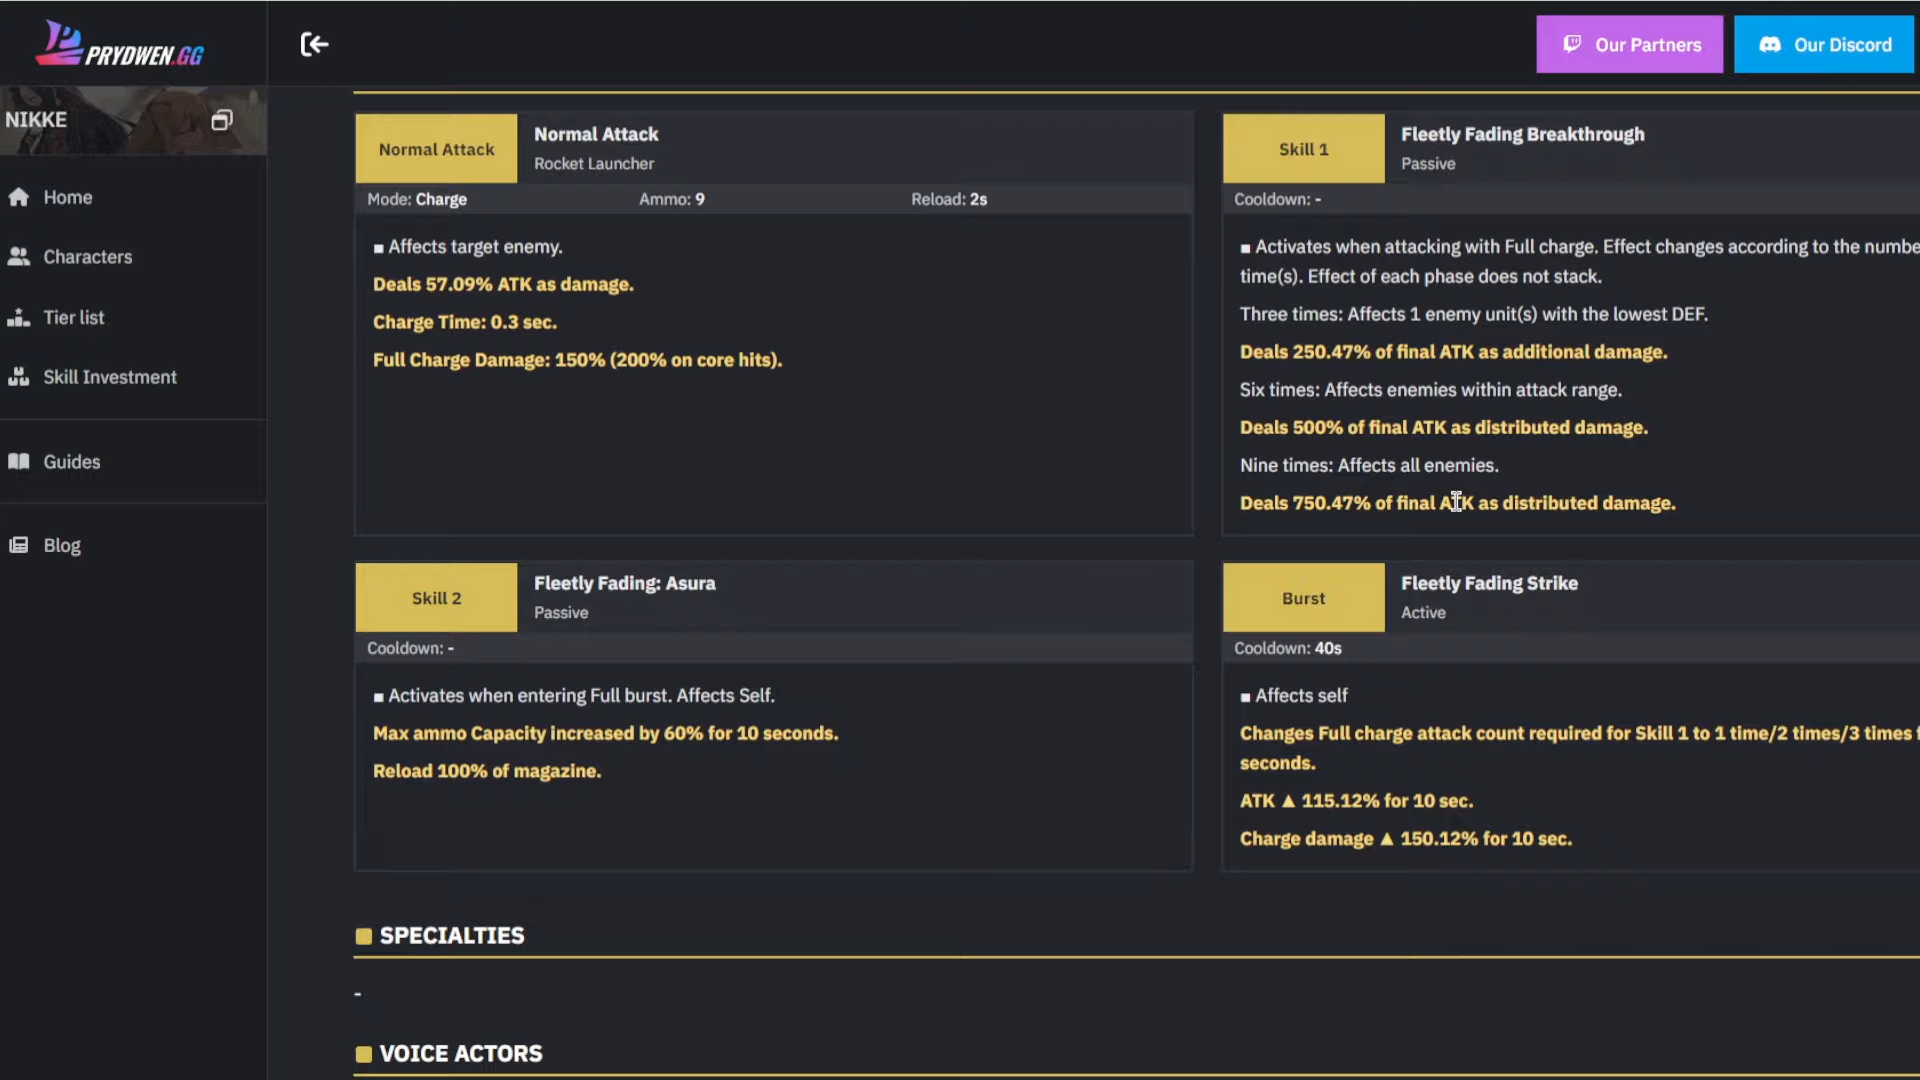 PRYDWEN.GG
Our Partners
Our Discord
NIKKE
Home
Characters
Tier list
Skill Investment
Guides
Blog
Normal Attack
Normal Attack
Rocket Launcher
Mode: Charge
Ammo: 9
Reload: 2s
■ Affects target enemy.
Deals 57.09% ATK as damage.
Charge Time: 0.3 sec.
Full Charge Damage: 150% (200% on core hits).
Skill 1
Fleetly Fading Breakthrough
Passive
Cooldown: -
■ Activates when attacking with Full charge. Effect changes according to the numbe
time(s). Effect of each phase does not stack.
Three times: Affects 1 enemy unit(s) with the lowest DEF.
Deals 250.47% of final ATK as additional damage.
Six times: Affects enemies within attack range.
Deals 500% of final ATK as distributed damage.
Nine times: Affects all enemies.
Deals 750.47% of final ATK as distributed damage.
Skill 2
Fleetly Fading: Asura
Passive
Cooldown: -
■ Activates when entering Full burst. Affects Self.
Max ammo Capacity increased by 60% for 10 seconds.
Reload 100% of magazine.
Burst
Fleetly Fading Strike
Active
Cooldown: 40s
■ Affects self
Changes Full charge attack count required for Skill 1 to 1 time/2 times/3 times f
seconds.
ATK ▲ 115.12% for 10 sec.
Charge damage ▲ 150.12% for 10 sec.
SPECIALTIES
-
VOICE ACTORS